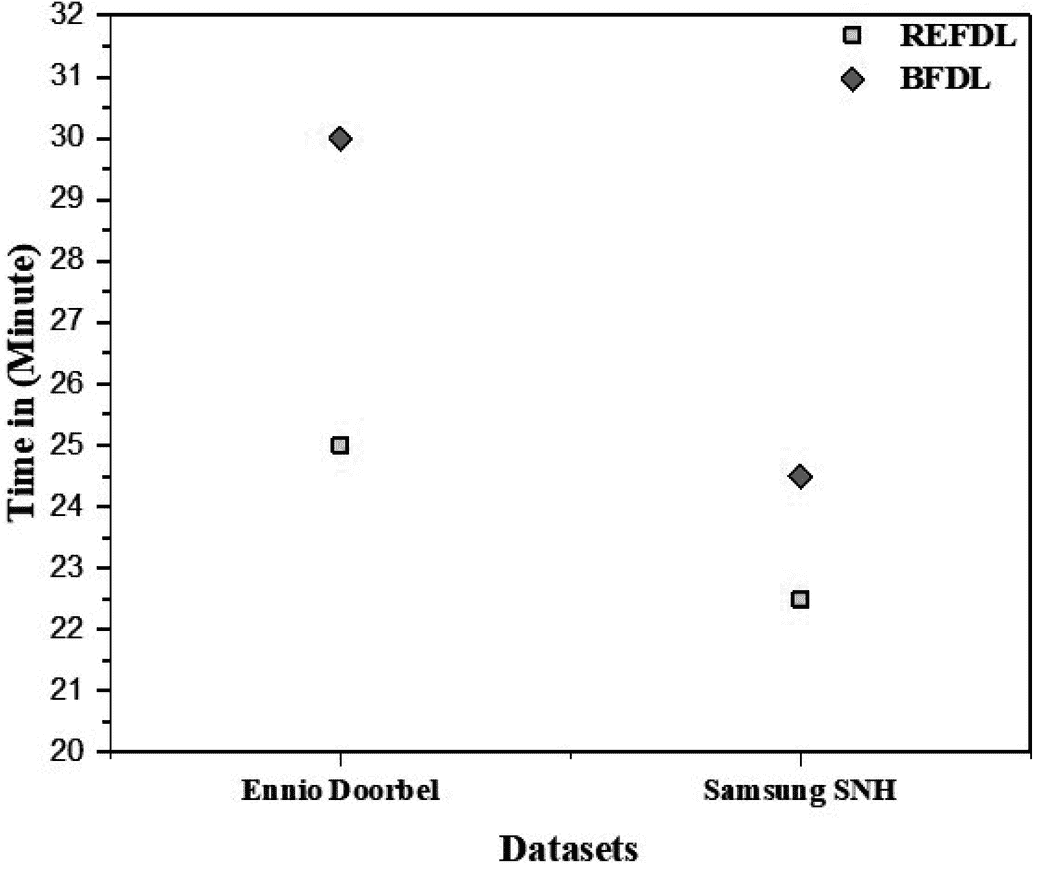 32
31
30
29
28
27
26
25
24
23
22
21
20
Time in (Minute)
REFDL
BFDL
Ennio Doorbel
Samsung SNH
Datasets